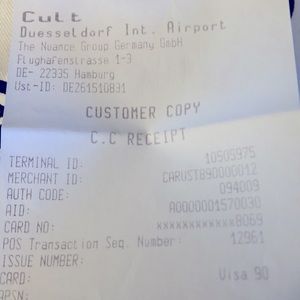 Cult
Duesseldorf Int. Airport
The Nuance Group Germany GmbH
Flughafenstrasse 1-3
DE- 22335 Hamburg
Ust-ID: DE261510831
CUSTOMER COPY
C.C RECEIPT
TERMINAL ID: 10505975
MERCHANT ID: CARUST890000012
AUTH CODE: 094009
AID: A0000001570030
CARD NO: xxxxxxxxxxxx8069
POS Transaction Seq. Number: 12961
ISSUE NUMBER:
CARD: Visa 90
APSN: